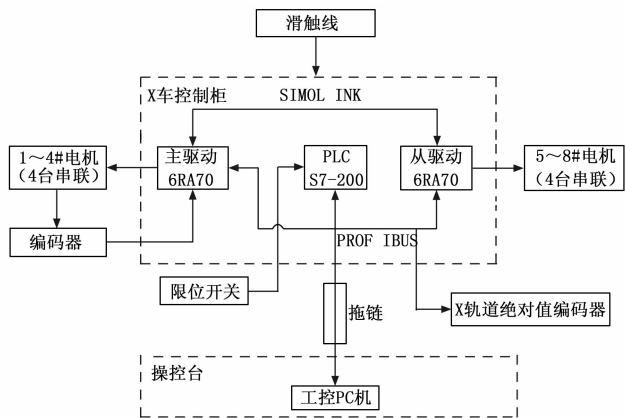 滑触线
X车控制柜
SIMOL INK
1～4#电机
(4台串联)
主驱动
6RA70
PLC
S7-200
从驱动
6RA70
5～8#电机
(4台串联)
编码器
PROF IBUS
限位开关
拖链
X轨道绝对值编码器
操控台
工控PC机